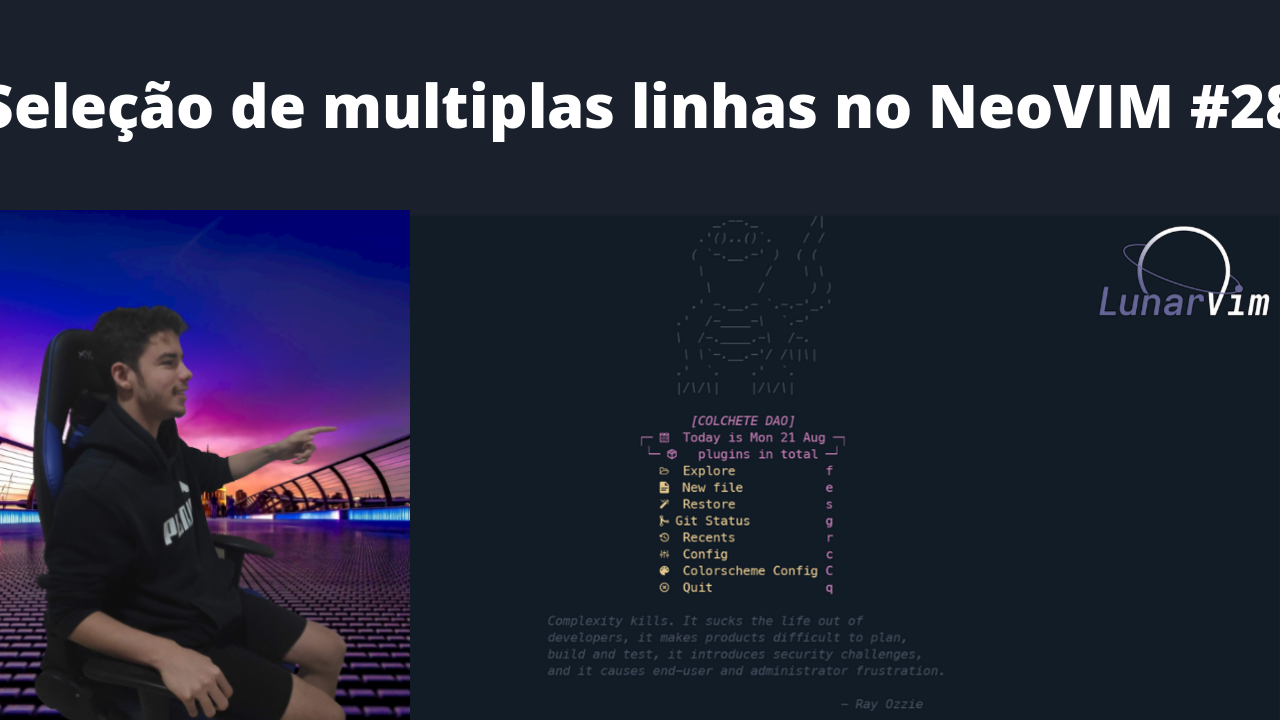 Seleção de multiplas linhas no NeoVIM #28
LunarVim
[COLCHETE DAO]
Today is Mon 21 Aug
plugins in total
Explore f
New file e
Restore s
Git Status g
Recents r
Config c
Colorscheme Config C
Quit q
Complexity kills. It sucks the life out of
developers, it makes products difficult to plan,
build and test, it introduces security challenges,
and it causes end-user and administrator frustration.
— Ray Ozzie